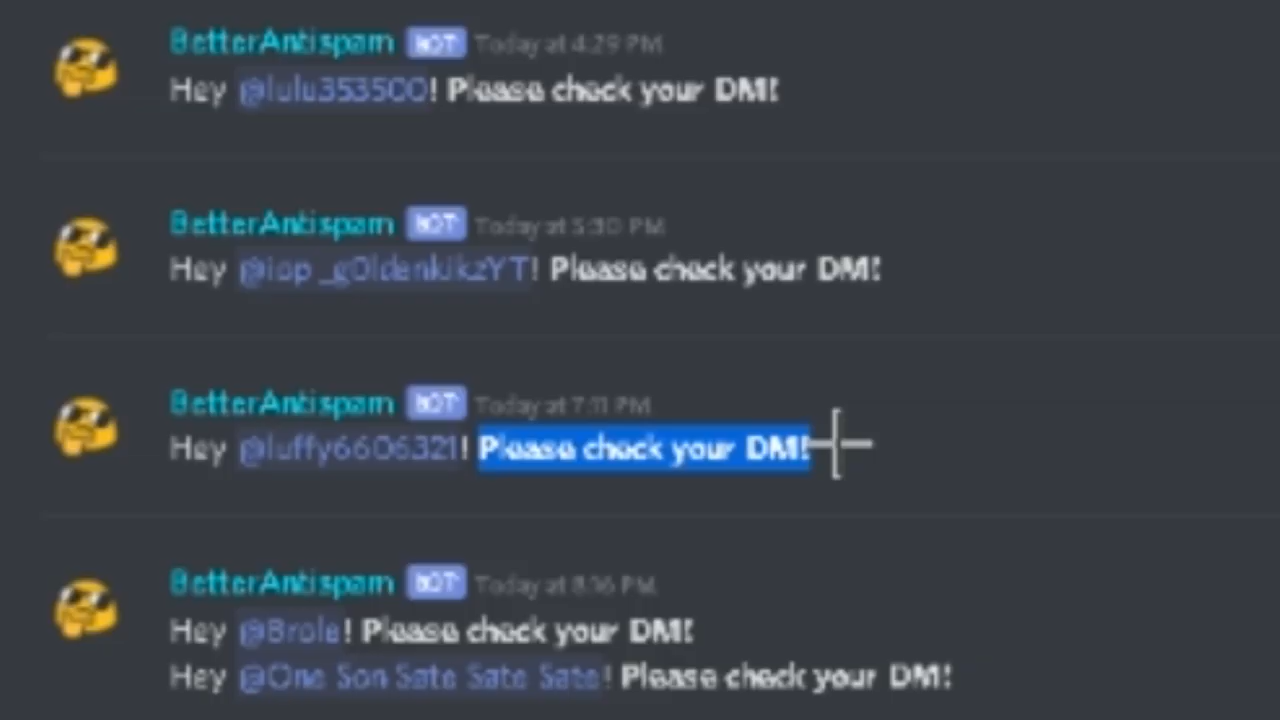 BetterAntispam BOT Today at 4:29 PM
Hey @lulu353500! Please check your DM!
BetterAntispam BOT Today at 5:30 PM
Hey @iop_g0ldenkikzYT! Please check your DM!
BetterAntispam BOT Today at 7:11 PM
Hey @luffy6606321! Please check your DM!
BetterAntispam BOT Today at 8:16 PM
Hey @Brole! Please check your DM!
Hey @One Son Sate Sate Sate! Please check your DM!